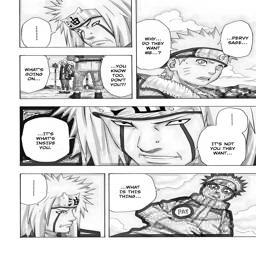 ...PERVY
SAGE...
WHY...
DO THEY
WANT
ME...?
YOU
KNOW
TOO,
DON'T
YOU?!
WHAT'S
GOING
ON...
IT'S NOT
YOU THEY
WANT...
...IT'S
WHAT'S
INSIDE
YOU.
...WHAT
IS THIS
THING...